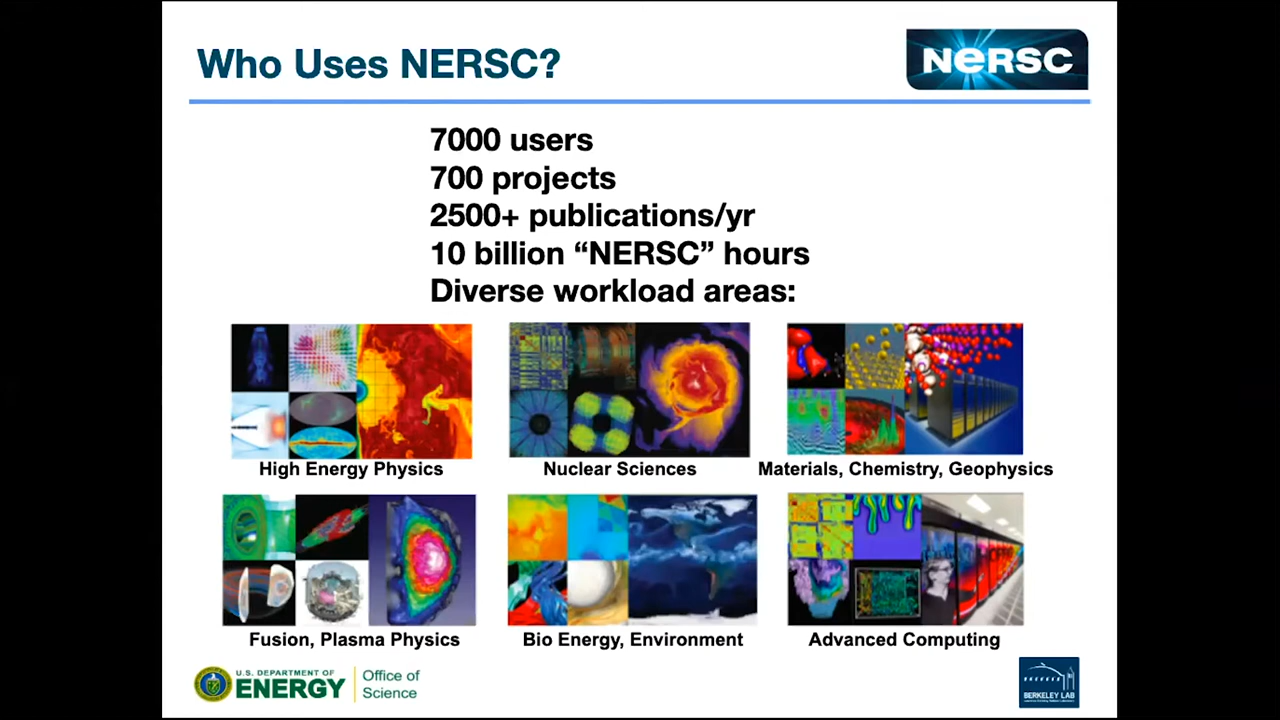 Who Uses NERSC?
NERSC
7000 users
700 projects
2500+ publications/yr
10 billion “NERSC” hours
Diverse workload areas:
High Energy Physics
Nuclear Sciences
Materials, Chemistry, Geophysics
Fusion, Plasma Physics
Bio Energy, Environment
Advanced Computing
U.S. DEPARTMENT OF
ENERGY
Office of
Science
BERKELEY LAB